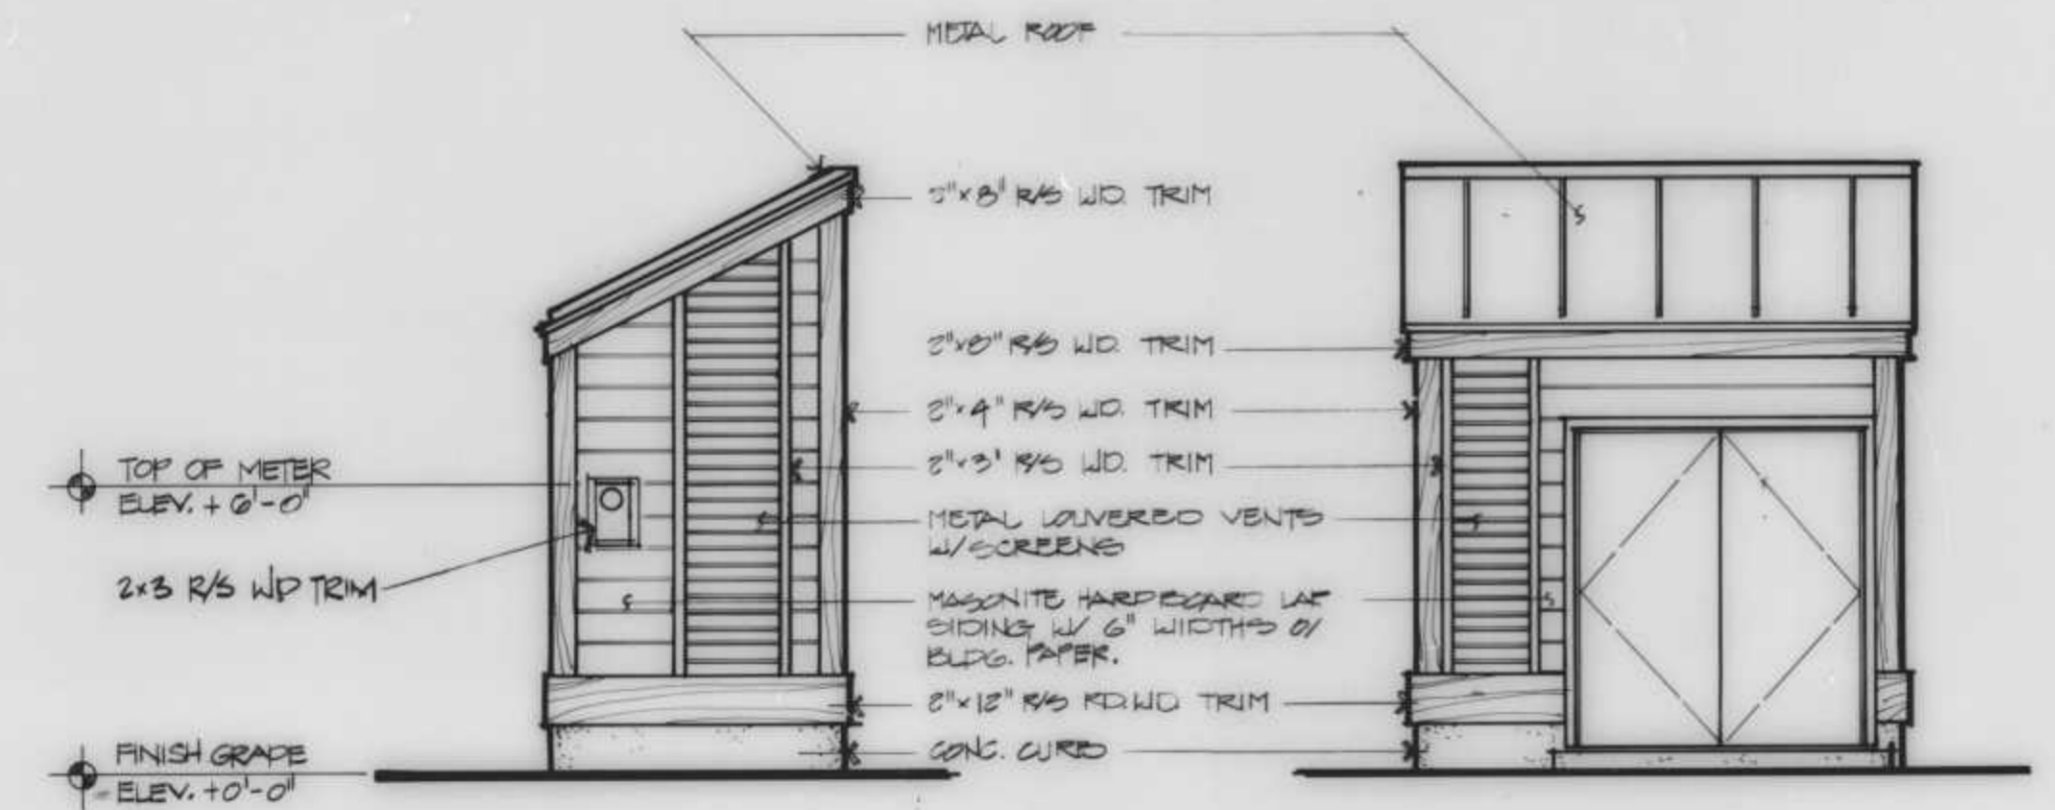 METAL ROOF
2"x8" R/S WD. TRIM
2"x8" R/S WD. TRIM
2"x4" R/S WD. TRIM
2"x3" R/S WD. TRIM
TOP OF METER
ELEV. + 6'-0"
METAL LOUVERED VENTS
W/SCREENS
2x3 R/S WD TRIM
MASONITE HARDBOARD LAP
SIDING W/ 6" WIDTHS O/
BLDG. PAPER.
2"x12" R/S RD.WD. TRIM
CONC. CURB
FINISH GRADE
ELEV. +0'-0"